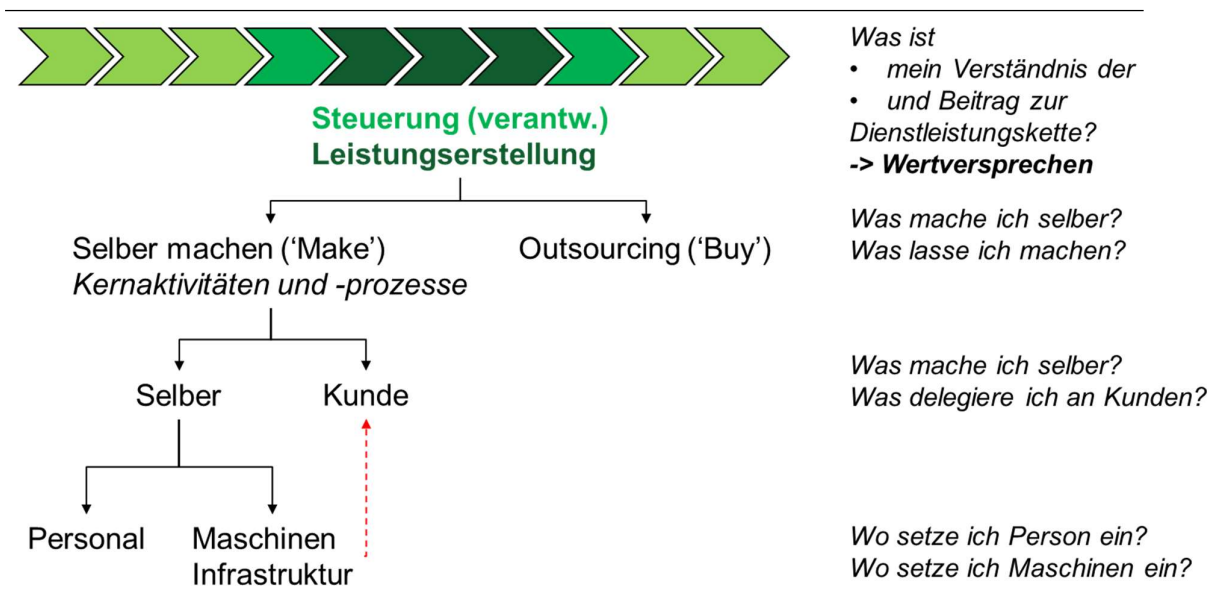 Was ist
• mein Verständnis der
• und Beitrag zur
Dienstleistungskette?
-> Wertversprechen
Steuerung (verantw.)
Leistungserstellung
Selber machen (‘Make’)
Kernaktivitäten und -prozesse
Outsourcing (‘Buy’)
Was mache ich selber?
Was lasse ich machen?
Selber
Kunde
Was mache ich selber?
Was delegiere ich an Kunden?
Personal
Maschinen
Infrastruktur
Wo setze ich Person ein?
Wo setze ich Maschinen ein?